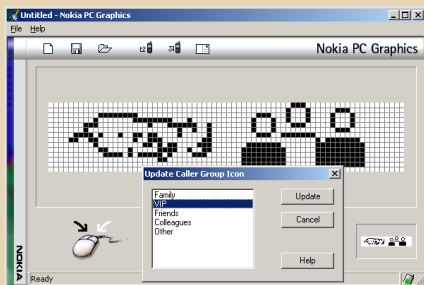 Untitled - Nokia PC Graphics
File Help
Nokia PC Graphics
Update Caller Group Icon
Family
VIP
Friends
Colleagues
Other
Update
Cancel
Help
NOKIA
Ready